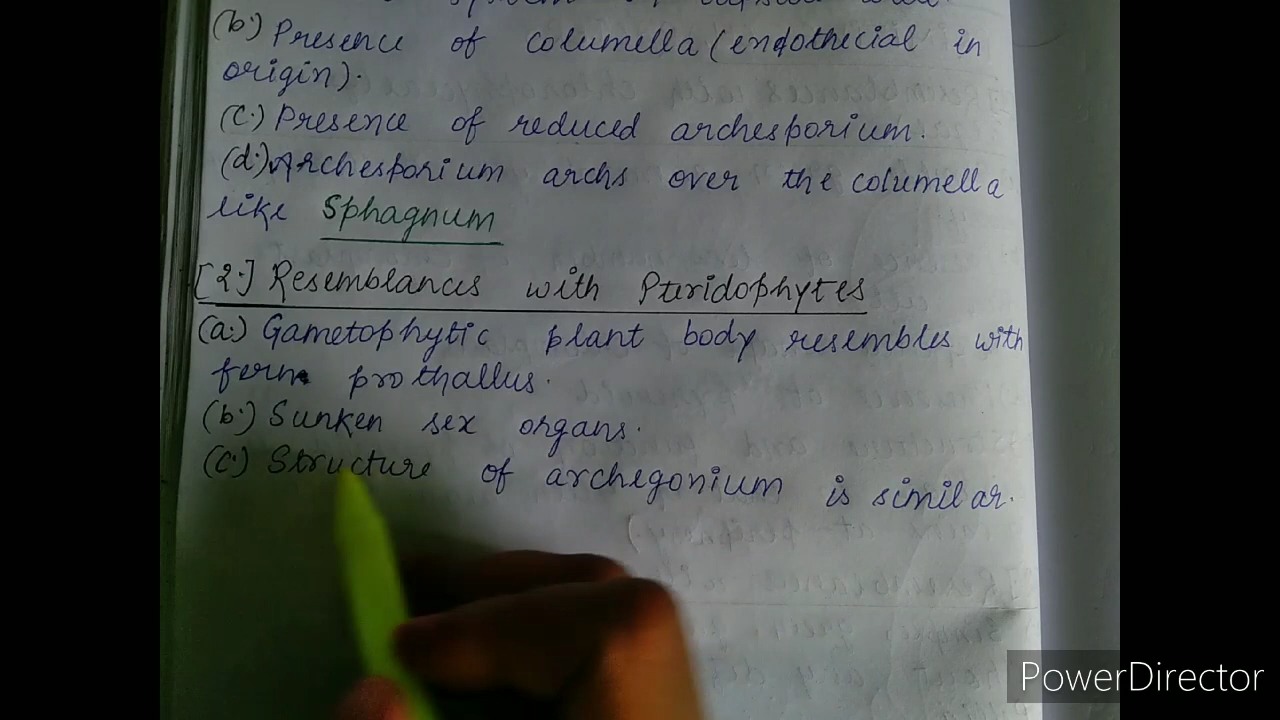 (b.) Presence of columella (endothecial in
origin).
(c.) Presence of reduced archesporium.
(d.) Archesporium archs over the columella
like Sphagnum
[2.] Resemblances with Pteridophytes
(a.) Gametophytic plant body resembles with
fern prothallus.
(b.) Sunken sex organs.
(c.) Structure of archegonium is similar.
PowerDirector